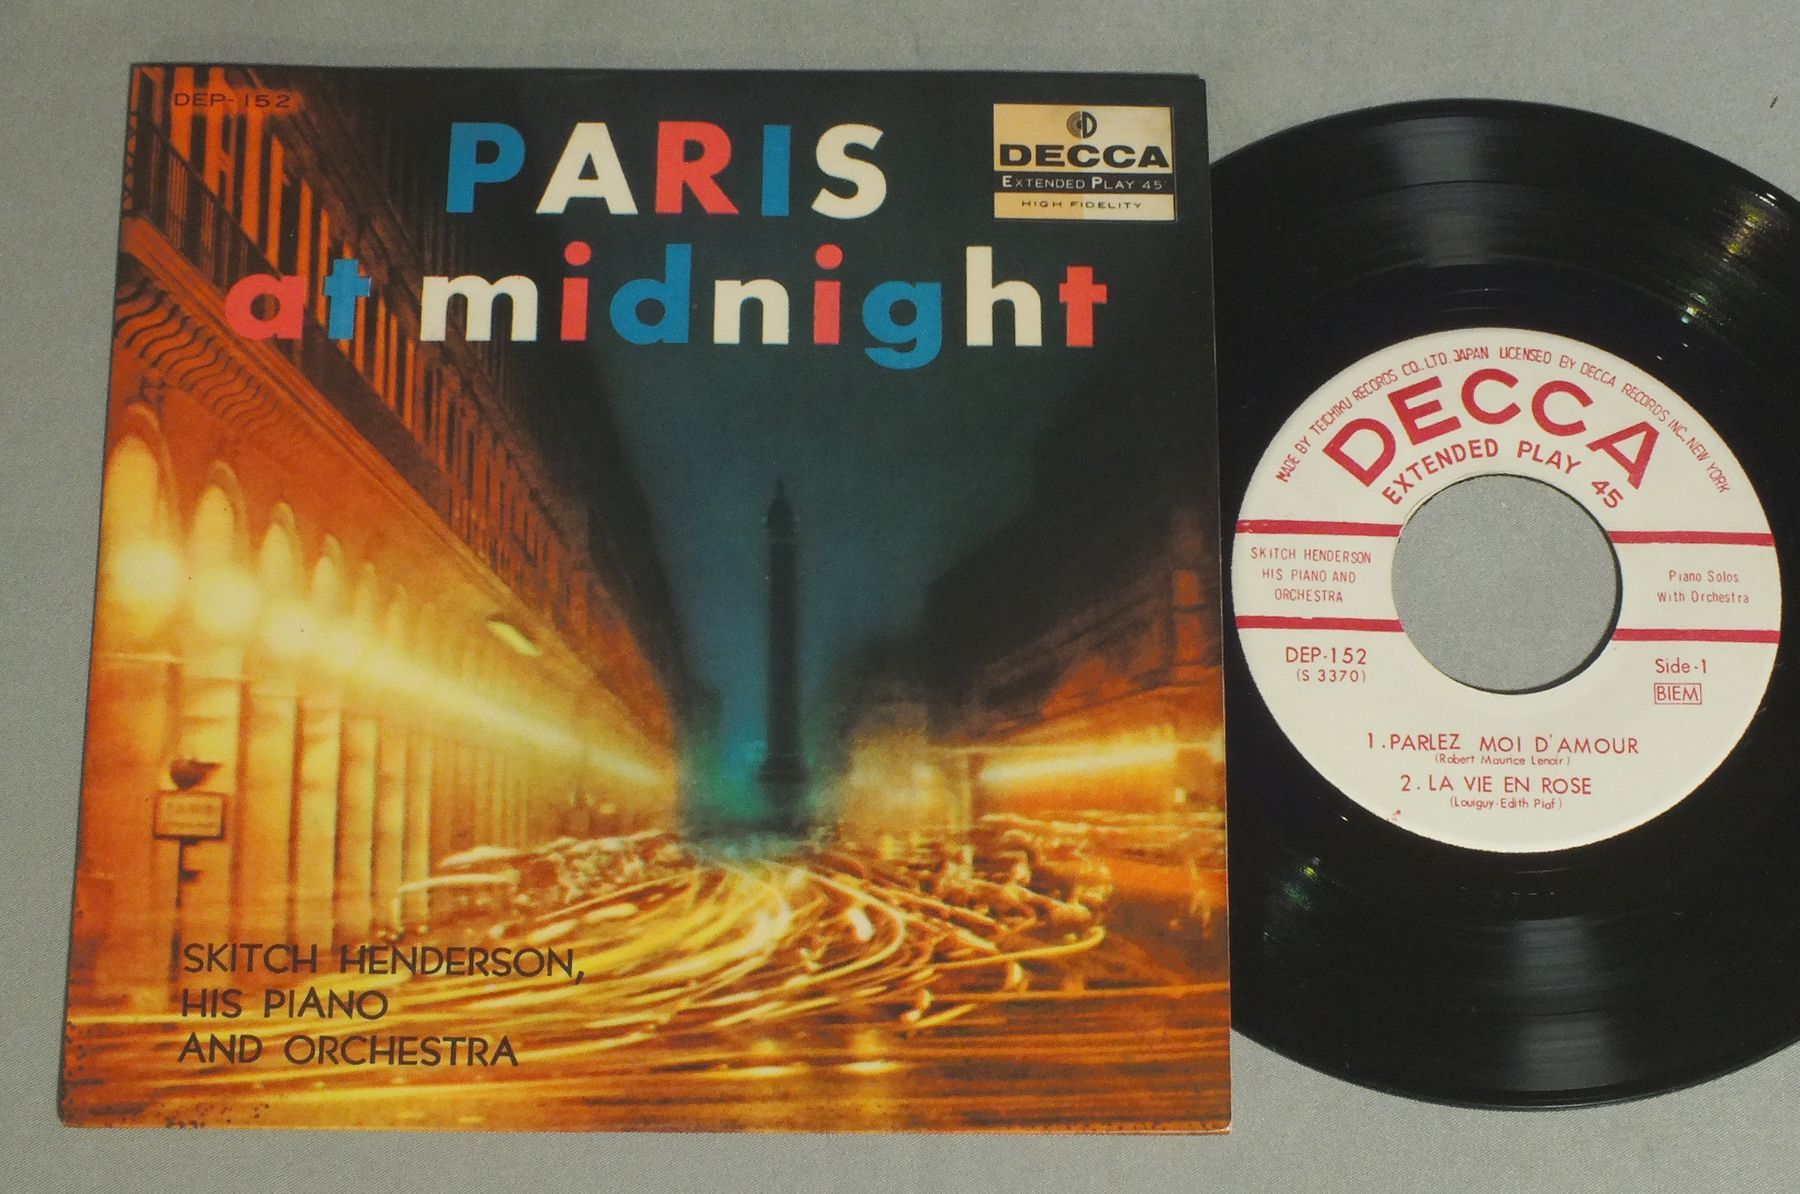 DEP-152
PARIS
at midnight
DECCA
EXTENDED PLAY 45
HIGH FIDELITY
SKITCH HENDERSON,
HIS PIANO
AND ORCHESTRA
MADE BY TEICHIKU RECORDS CO., LTD. JAPAN LICENSED BY DECCA RECORDS INC. NEW YORK
DECCA
EXTENDED PLAY 45
SKITCH HENDERSON
HIS PIANO AND
ORCHESTRA
Piano Solos
With Orchestra
DEP-152
(S 3370)
Side-1
BIEM
1. PARLEZ MOI D'AMOUR
(Robert Maurice Lenoir)
2. LA VIE EN ROSE
(Louiguy-Edith Piaf)